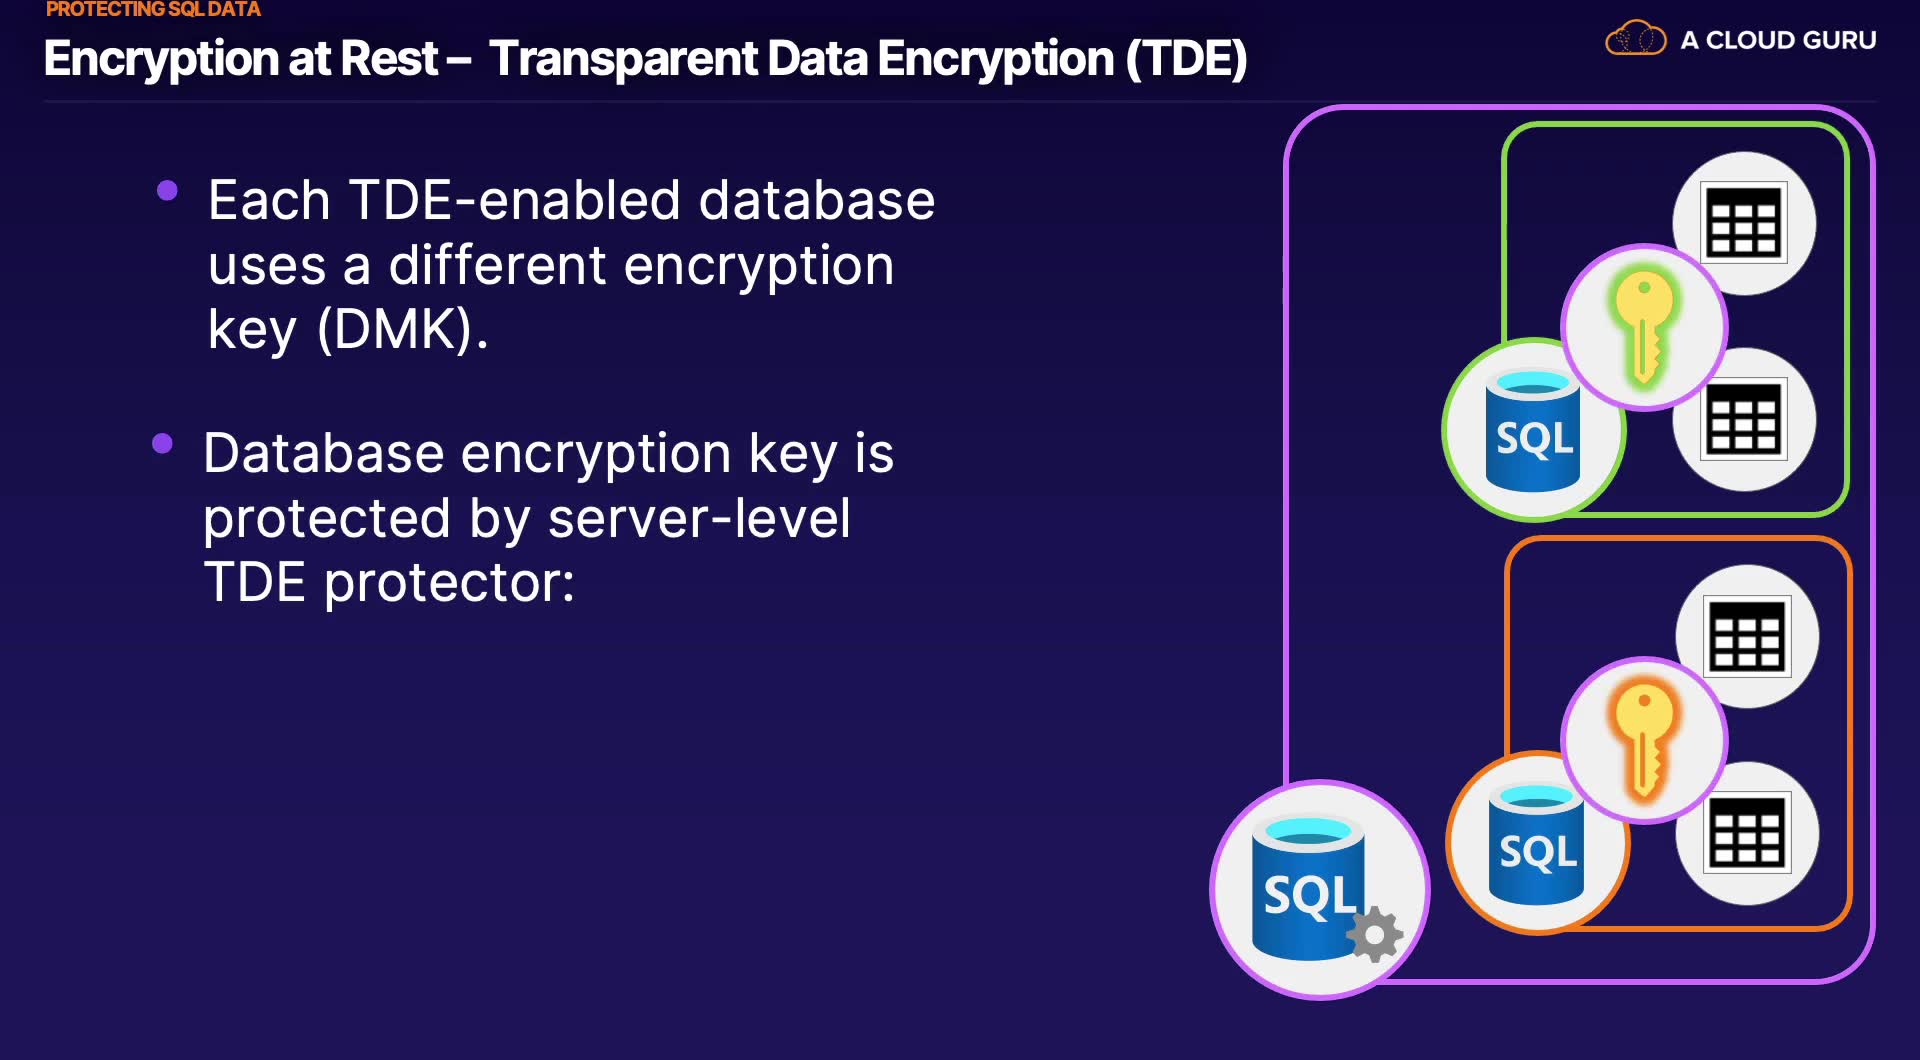 PROTECTING SQL DATA
Encryption at Rest – Transparent Data Encryption (TDE)
A CLOUD GURU
Each TDE-enabled database
uses a different encryption
key (DMK).
Database encryption key is
protected by server-level
TDE protector:
SQL
SQL
SQL